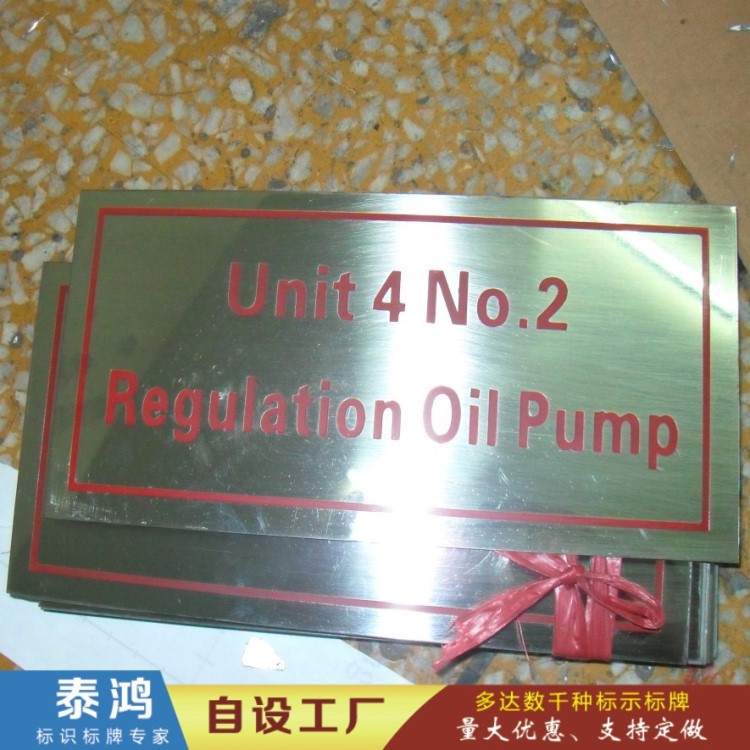 Unit 4 No.2
Regulation Oil Pump
泰鸿
标识标牌专家
自设工厂
多达数千种标示标牌
量大优惠、支持定做